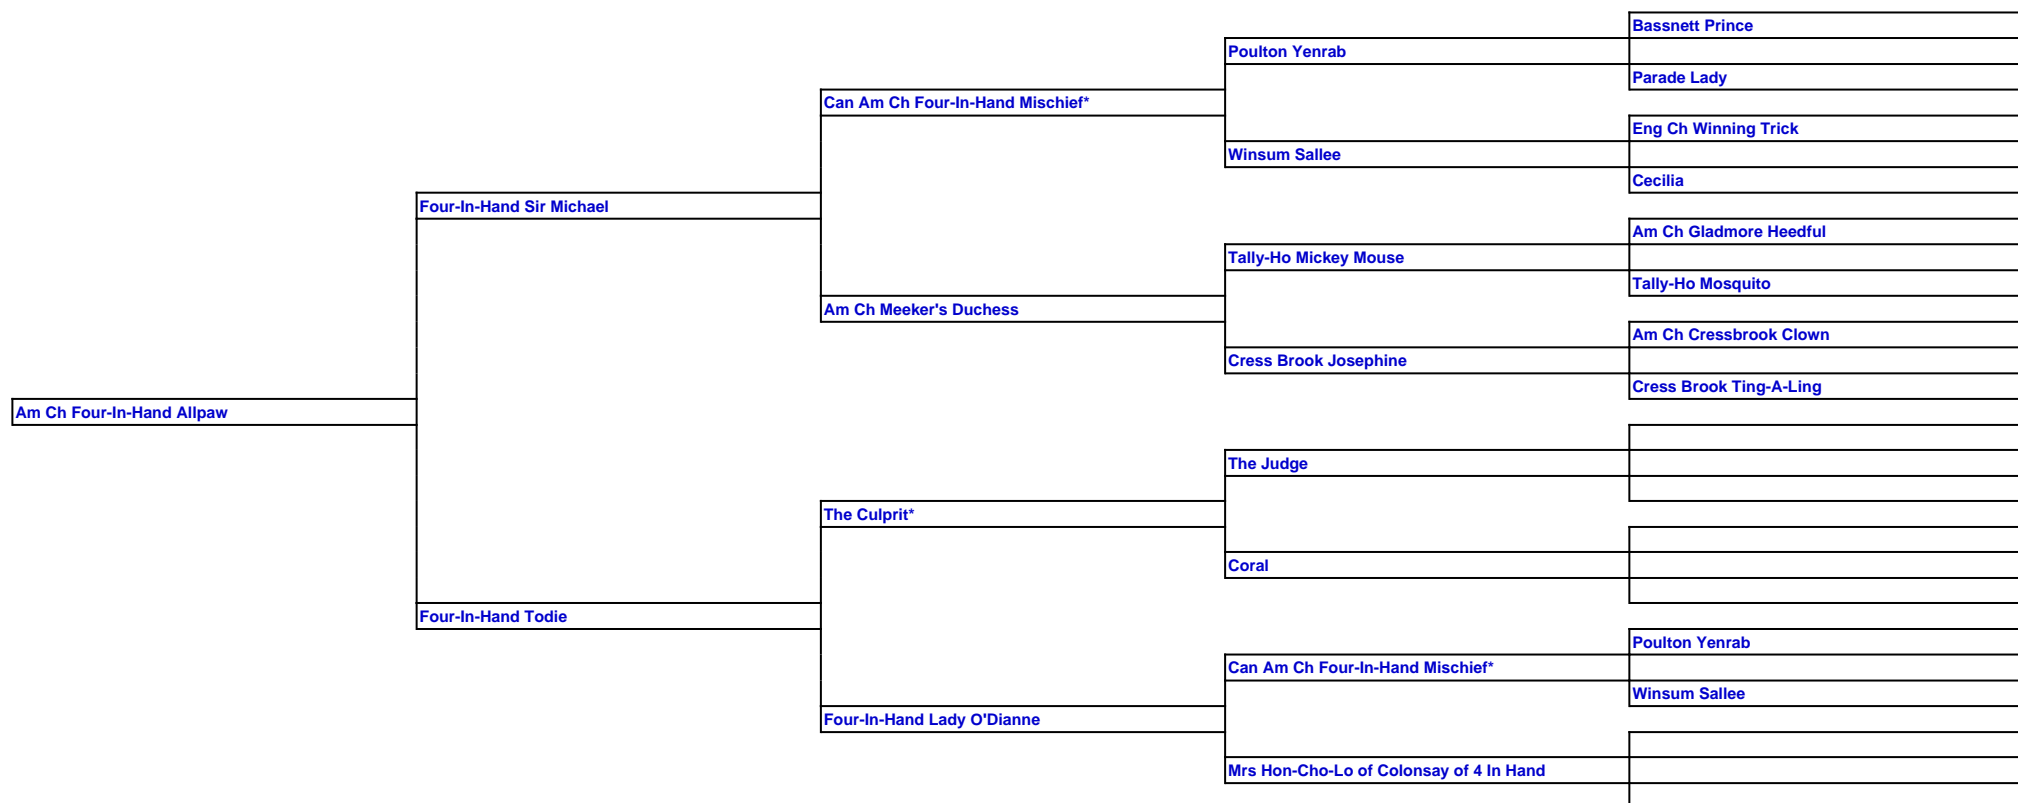 Bassnett Prince
Poulton Yenrab
Parade Lady
Can Am Ch Four-In-Hand Mischief*
Eng Ch Winning Trick
Winsum Sallee
Cecilia
Four-In-Hand Sir Michael
Am Ch Gladmore Heedful
Tally-Ho Mickey Mouse
Tally-Ho Mosquito
Am Ch Meeker's Duchess
Am Ch Cressbrook Clown
Cress Brook Josephine
Cress Brook Ting-A-Ling
Am Ch Four-In-Hand Allpaw
The Judge
The Culprit*
Coral
Four-In-Hand Todie
Poulton Yenrab
Can Am Ch Four-In-Hand Mischief*
Winsum Sallee
Four-In-Hand Lady O'Dianne
Mrs Hon-Cho-Lo of Colonsay of 4 In Hand